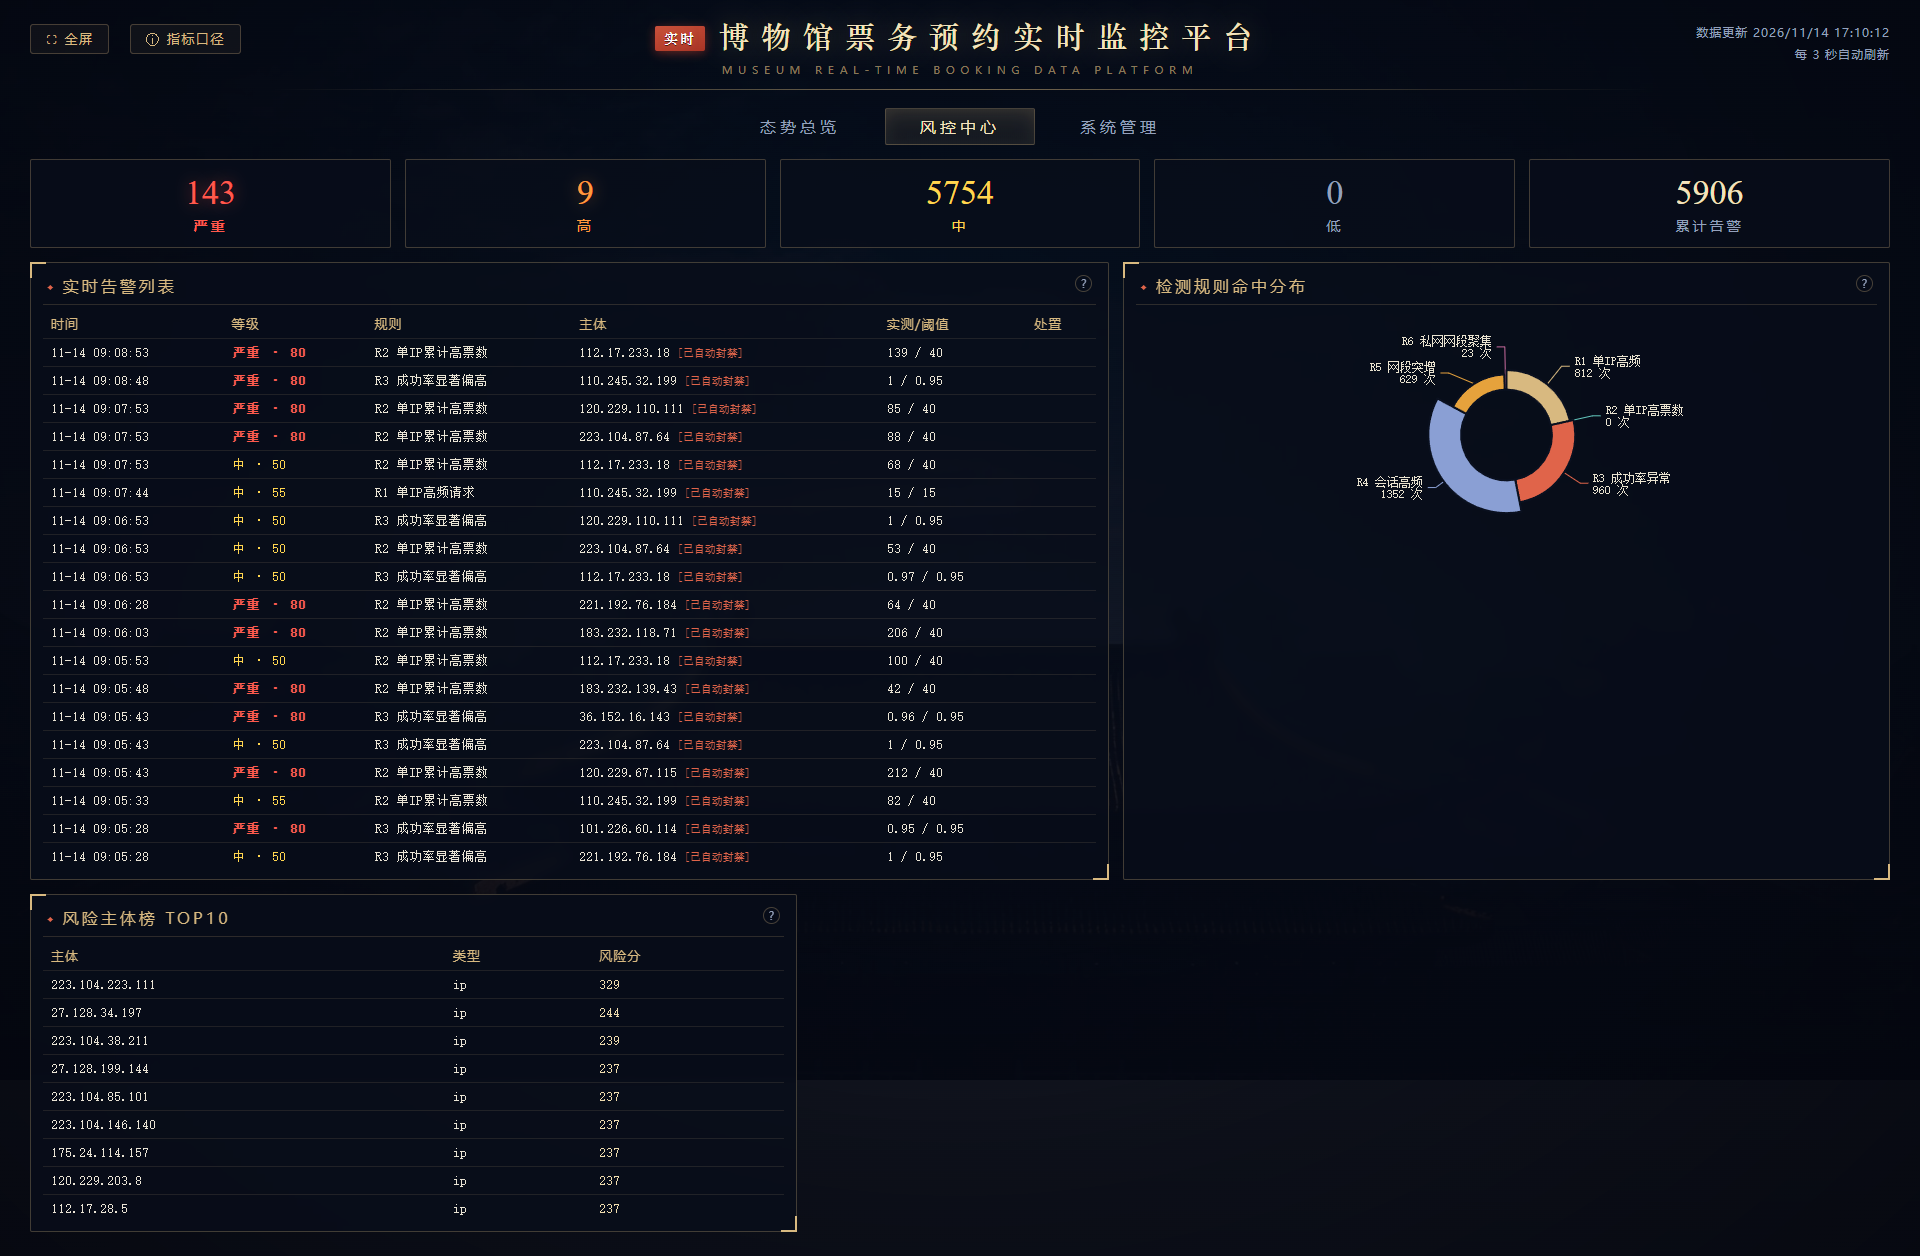 全屏
指标口径
实时 博物馆票务预约实时监控平台
MUSEUM REAL-TIME BOOKING DATA PLATFORM
数据更新 2026/11/14 17:10:12
每 3 秒自动刷新
态势总览 风控中心 系统管理
143
严重
9
高
5754
中
0
低
5906
累计告警
实时告警列表 ?
时间 等级 规则 主体 实测/阈值 处置
11-14 09:08:53 严重 · 80 R2 单IP累计高票数 112.17.233.18 [已自动封禁] 139 / 40
11-14 09:08:48 严重 · 80 R3 成功率显著偏高 110.245.32.199 [已自动封禁] 1 / 0.95
11-14 09:07:53 严重 · 80 R2 单IP累计高票数 120.229.110.111 [已自动封禁] 85 / 40
11-14 09:07:53 严重 · 80 R2 单IP累计高票数 223.104.87.64 [已自动封禁] 88 / 40
11-14 09:07:53 中 · 50 R2 单IP累计高票数 112.17.233.18 [已自动封禁] 68 / 40
11-14 09:07:44 中 · 55 R1 单IP高频请求 110.245.32.199 [已自动封禁] 15 / 15
11-14 09:06:53 中 · 50 R3 成功率显著偏高 120.229.110.111 [已自动封禁] 1 / 0.95
11-14 09:06:53 中 · 50 R2 单IP累计高票数 223.104.87.64 [已自动封禁] 53 / 40
11-14 09:06:53 中 · 50 R3 成功率显著偏高 112.17.233.18 [已自动封禁] 0.97 / 0.95
11-14 09:06:28 严重 · 80 R2 单IP累计高票数 221.192.76.184 [已自动封禁] 64 / 40
11-14 09:06:03 严重 · 80 R2 单IP累计高票数 183.232.118.71 [已自动封禁] 206 / 40
11-14 09:05:53 中 · 50 R2 单IP累计高票数 112.17.233.18 [已自动封禁] 100 / 40
11-14 09:05:48 严重 · 80 R2 单IP累计高票数 183.232.139.43 [已自动封禁] 42 / 40
11-14 09:05:43 严重 · 80 R3 成功率显著偏高 36.152.16.143 [已自动封禁] 0.96 / 0.95
11-14 09:05:43 中 · 50 R3 成功率显著偏高 223.104.87.64 [已自动封禁] 1 / 0.95
11-14 09:05:43 严重 · 80 R2 单IP累计高票数 120.229.67.115 [已自动封禁] 212 / 40
11-14 09:05:33 中 · 55 R2 单IP累计高票数 110.245.32.199 [已自动封禁] 82 / 40
11-14 09:05:28 严重 · 80 R3 成功率显著偏高 101.226.60.114 [已自动封禁] 0.95 / 0.95
11-14 09:05:28 中 · 50 R3 成功率显著偏高 221.192.76.184 [已自动封禁] 1 / 0.95
检测规则命中分布 ?
R6 私网网段聚集
23 次
R5 网段突增
629 次
R1 单IP高频
812 次
R2 单IP高票数
0 次
R3 成功率异常
960 次
R4 会话高频
1352 次
风险主体榜 TOP10 ?
主体 类型 风险分
223.104.223.111 ip 329
27.128.34.197 ip 244
223.104.38.211 ip 239
27.128.199.144 ip 237
223.104.85.101 ip 237
223.104.146.140 ip 237
175.24.114.157 ip 237
120.229.203.8 ip 237
112.17.28.5 ip 237